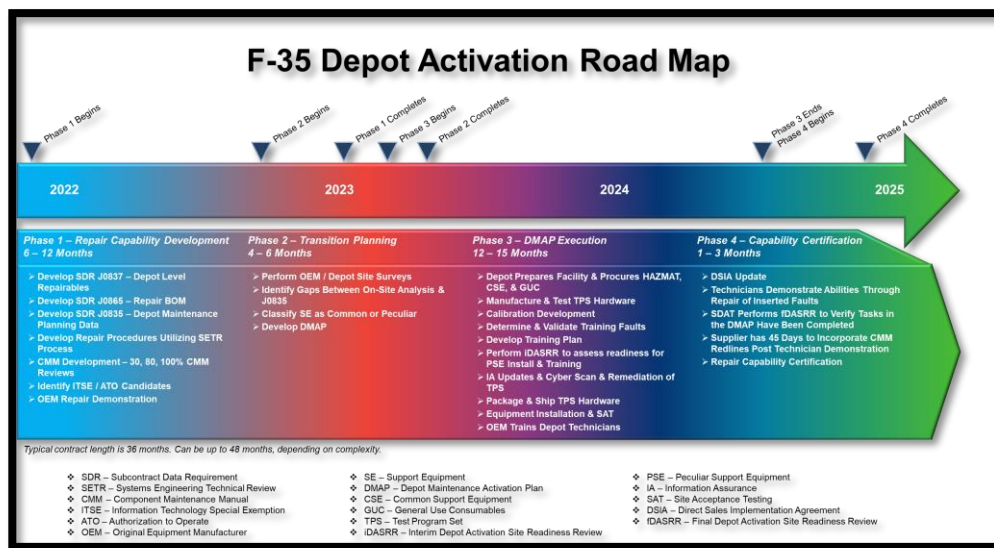 F-35 Depot Activation Road Map
Phase 1 Begins
Phase 2 Begins
Phase 1 Completes
Phase 3 Begins
Phase 2 Completes
Phase 3 Ends
Phase 4 Begins
Phase 4 Completes
2022
2023
2024
2025
Phase 1 – Repair Capability Development
6 – 12 Months
Develop SDR J0837 – Depot Level
Repairables
Develop SDR J0865 – Repair BOM
Develop SDR J0835 – Depot Maintenance
Planning Data
Develop Repair Procedures Utilizing SETR
Process
CMM Development – 30, 80, 100% CMM
Reviews
Identify ITSE / ATO Candidates
OEM Repair Demonstration
Phase 2 – Transition Planning
4 – 6 Months
Perform OEM / Depot Site Surveys
Identify Gaps Between On-Site Analysis &
J0835
Classify SE as Common or Peculiar
Develop DMAP
Phase 3 – DMAP Execution
12 – 15 Months
Depot Prepares Facility & Procures HAZMAT,
CSE, & GUC
Manufacture & Test TPS Hardware
Calibration Development
Determine & Validate Training Faults
Develop Training Plan
Perform iDASRR to assess readiness for
PSE Install & Training
IA Updates & Cyber Scan & Remediation of
TPS
Package & Ship TPS Hardware
Equipment Installation & SAT
OEM Trains Depot Technicians
Phase 4 – Capability Certification
1 – 3 Months
DSIA Update
Technicians Demonstrate Abilities Through
Repair of Inserted Faults
SDAT Performs fDASRR to Verify Tasks in
the DMAP Have Been Completed
Supplier has 45 Days to Incorporate CMM
Redlines Post Technician Demonstration
Repair Capability Certification
Typical contract length is 36 months. Can be up to 48 months, depending on complexity.
SDR – Subcontract Data Requirement
SETR – Systems Engineering Technical Review
CMM – Component Maintenance Manual
ITSE – Information Technology Special Exemption
ATO – Authorization to Operate
OEM – Original Equipment Manufacturer
SE – Support Equipment
DMAP – Depot Maintenance Activation Plan
CSE – Common Support Equipment
GUC – General Use Consumables
TPS – Test Program Set
iDASRR – Interim Depot Activation Site Readiness Review
PSE – Peculiar Support Equipment
IA – Information Assurance
SAT – Site Acceptance Testing
DSIA – Direct Sales Implementation Agreement
fDASRR – Final Depot Activation Site Readiness Review